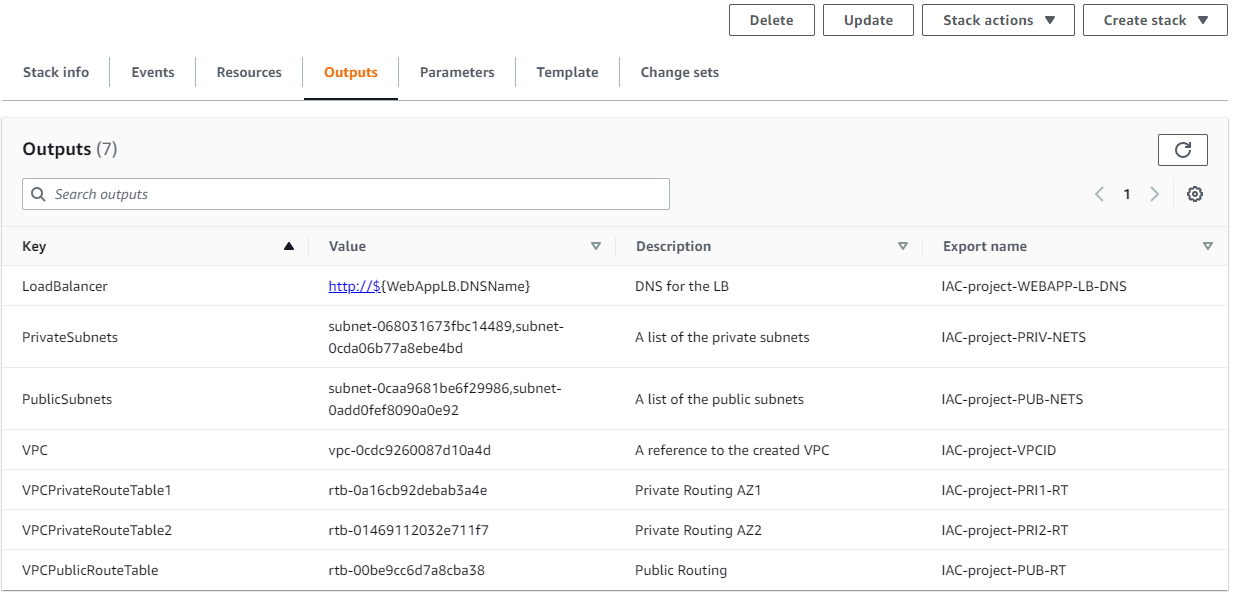 Delete Update Stack actions Create stack
Stack info Events Resources Outputs Parameters Template Change sets
Outputs (7)
Search outputs 1
Key Value Description Export name
LoadBalancer http://${WebAppLB.DNSName} DNS for the LB IAC-project-WEBAPP-LB-DNS
PrivateSubnets subnet-068031673fbc14489,subnet-
0cda06b77a8ebe4bd A list of the private subnets IAC-project-PRIV-NETS
PublicSubnets subnet-0caa9681be6f29986,subnet-
0add0fef8090a0e92 A list of the public subnets IAC-project-PUB-NETS
VPC vpc-0cdc9260087d10a4d A reference to the created VPC IAC-project-VPCID
VPCPrivateRouteTable1 rtb-0a16cb92debab3a4e Private Routing AZ1 IAC-project-PRI1-RT
VPCPrivateRouteTable2 rtb-01469112032e711f7 Private Routing AZ2 IAC-project-PRI2-RT
VPCPublicRouteTable rtb-00be9cc6d7a8cba38 Public Routing IAC-project-PUB-RT